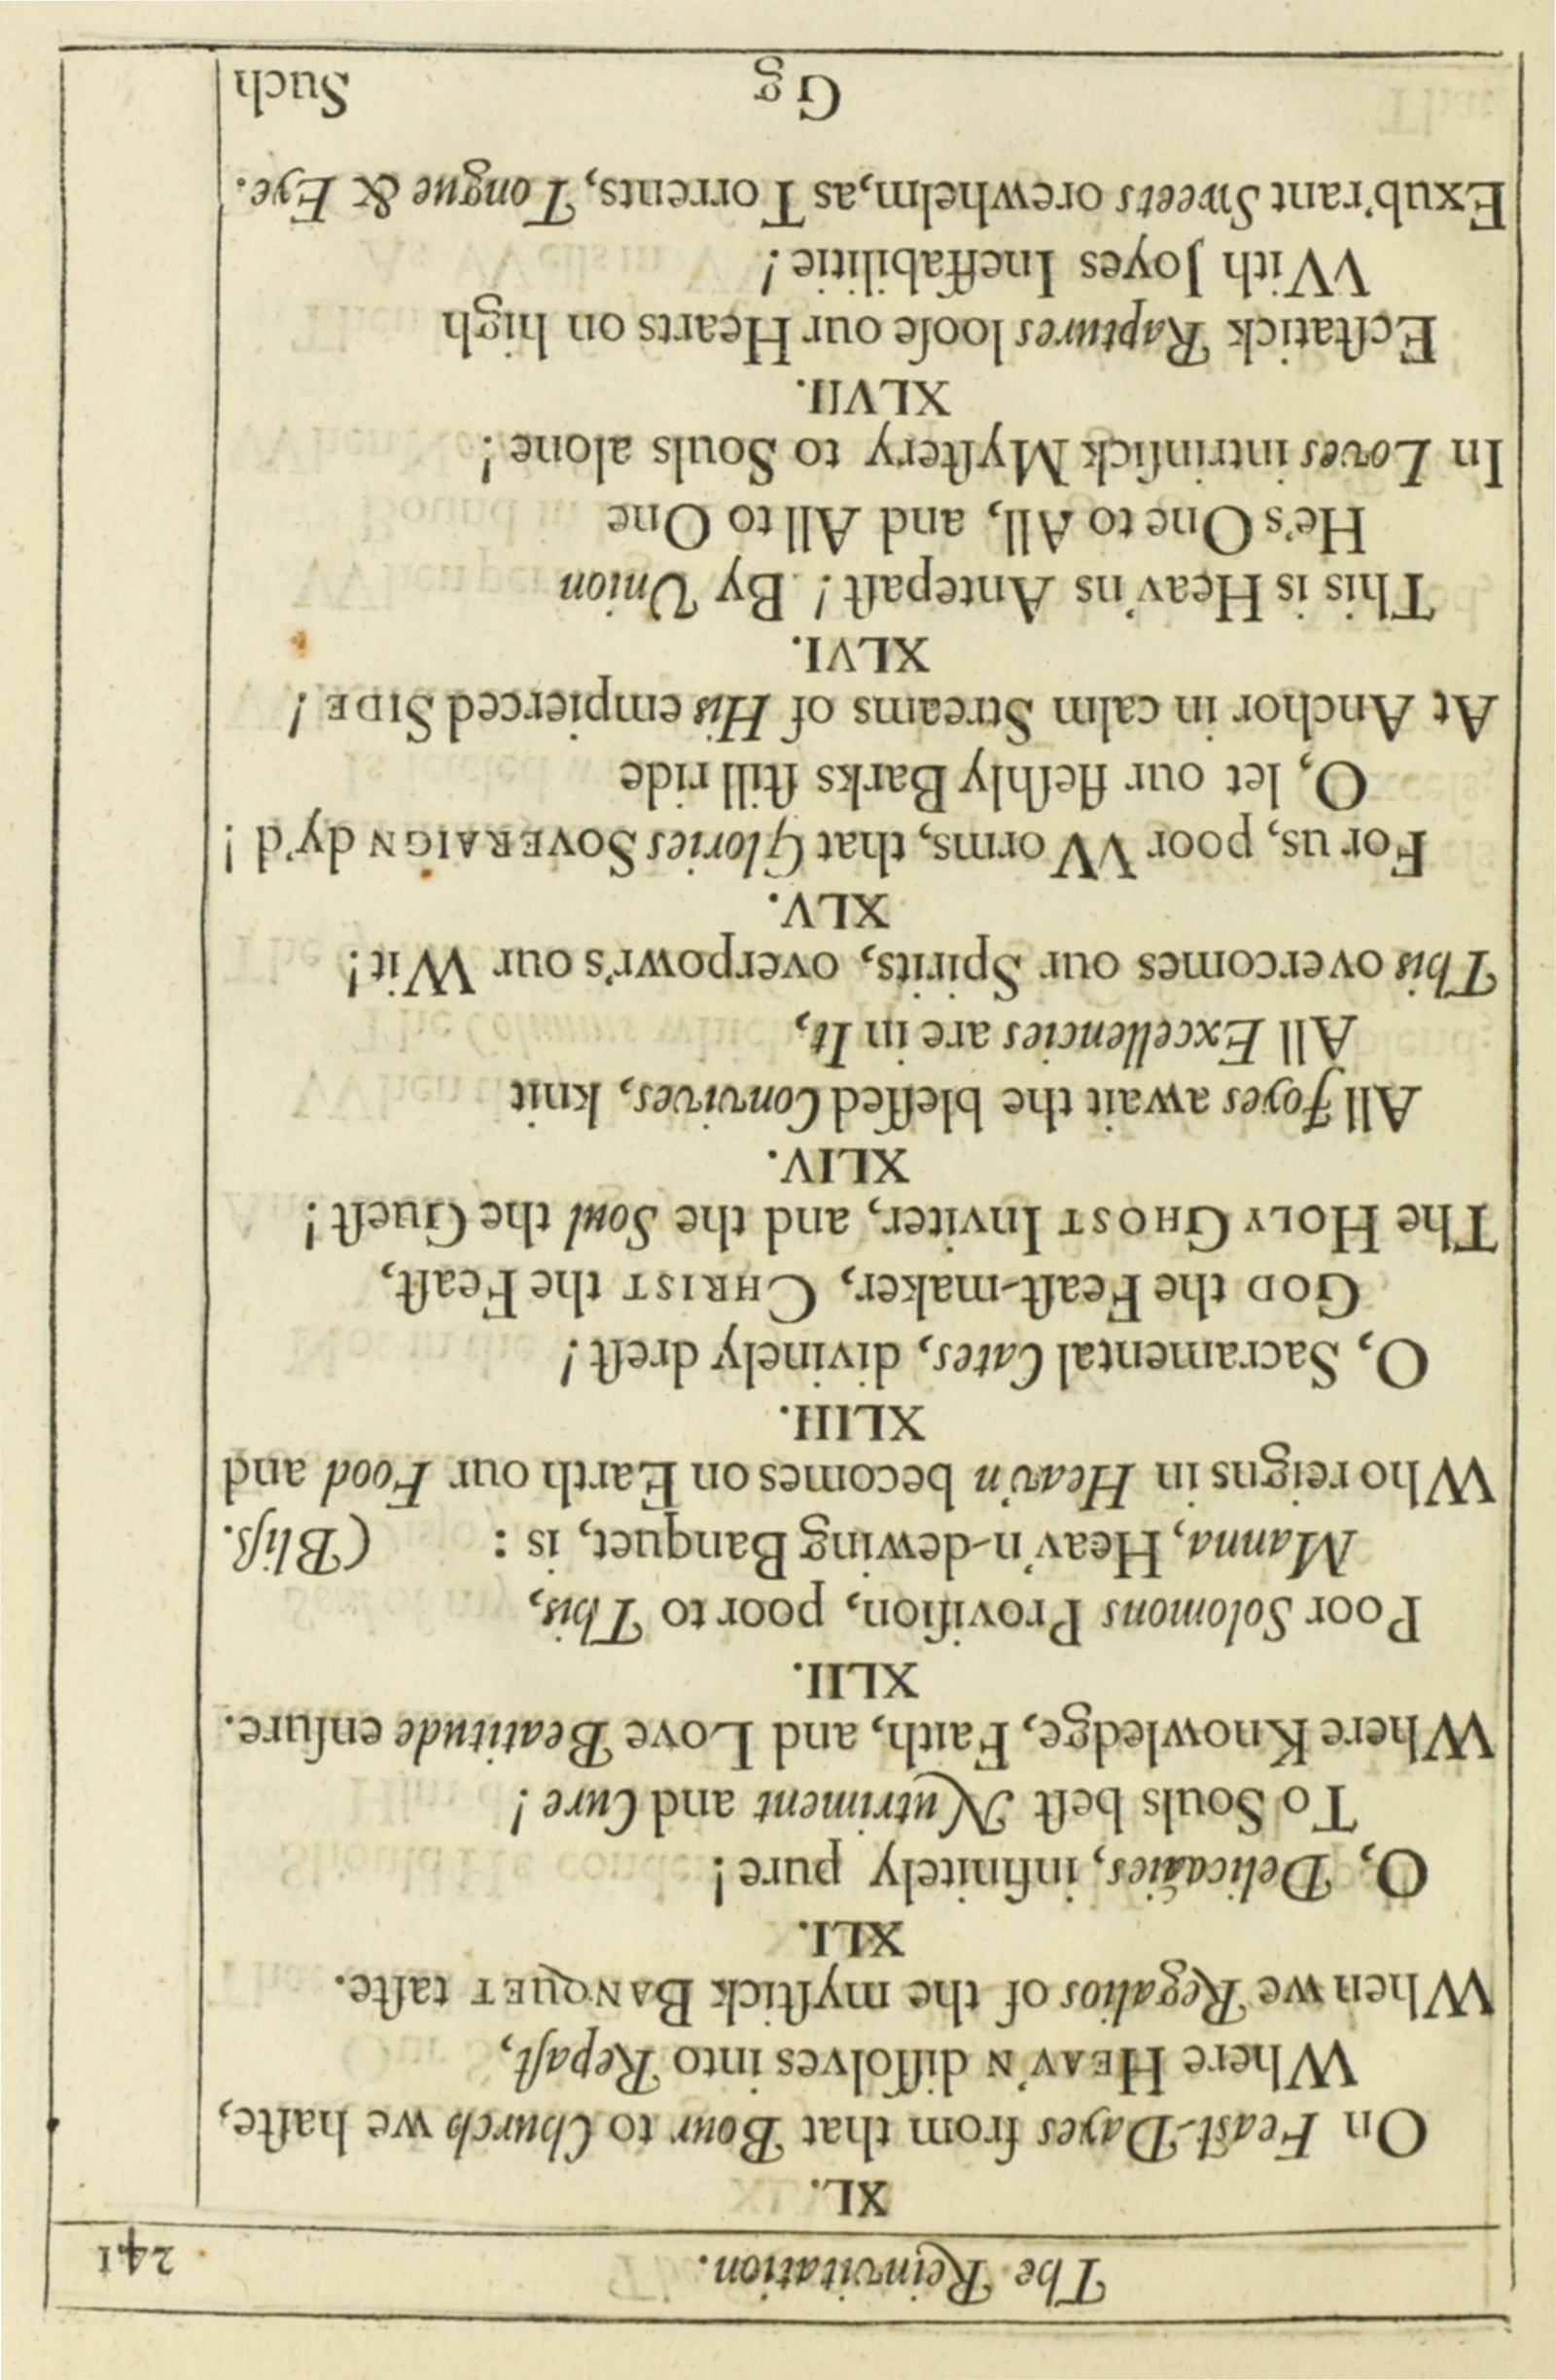 The Reinvitation. 241
XL.
On Feast-Dayes from that Bour to Church we haſte,
Where HEAV'N diſſolves into Repaſt,
When we Regalios of the myſtick BANQUET taſte.
XLI.
O, Delicacies, infinitely pure!
To Souls beſt Nutriment and Cure!
Where Knowledge, Faith, and Love Beatitude enſure.
XLII.
Poor Solomons Proviſion, poor to This,
Manna, Heav'n-dewing Banquet, is: (Bliſs.
Who reigns in Heav'n becomes on Earth our Food and
XLIII.
O, Sacramental Cates, divinely dreſt!
GOD the Feaſt-maker, CHRIST the Feaſt,
The HOLY GHOST Inviter, and the Soul the Gueſt!
XLIV.
All Joyes await the bleſſed Convives, knit
All Excellencies are in It,
This overcomes our Spirits, overpowr's our Wit!
XLV.
For us, poor VVorms, that Glories SOVERAIGN dy'd!
O, let our fleſhly Barks ſtill ride
At Anchor in calm Streams of His empierced SIDE!
XLVI.
This is Heav'ns Antepaſt! By Union
He's One to All, and All to One
In Loves intrinſick Myſtery to Souls alone!
XLVII.
Ecſtatick Raptures looſe our Hearts on high
VVith Joyes Ineffabilitie!
Exub'rant Sweets orewhelm, as Torrents, Tongue & Eye.
Gg Such